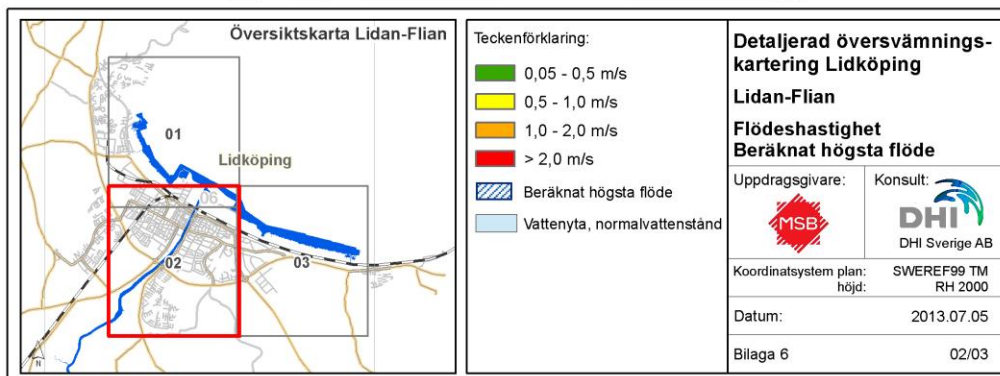 Översiktskarta Lidan-Flian
01
Lidköping
06
02
03
N
Teckenförklaring:
0,05 - 0,5 m/s
0,5 - 1,0 m/s
1,0 - 2,0 m/s
> 2,0 m/s
Beräknat högsta flöde
Vattenyta, normalvattenstånd
Detaljerad översvämnings-
kartering Lidköping
Lidan-Flian
Flödeshastighet
Beräknat högsta flöde
Uppdragsgivare:
MSB
Konsult:
DHI
DHI Sverige AB
Koordinatsystem plan: SWEREF99 TM
höjd: RH 2000
Datum: 2013.07.05
Bilaga 6 02/03